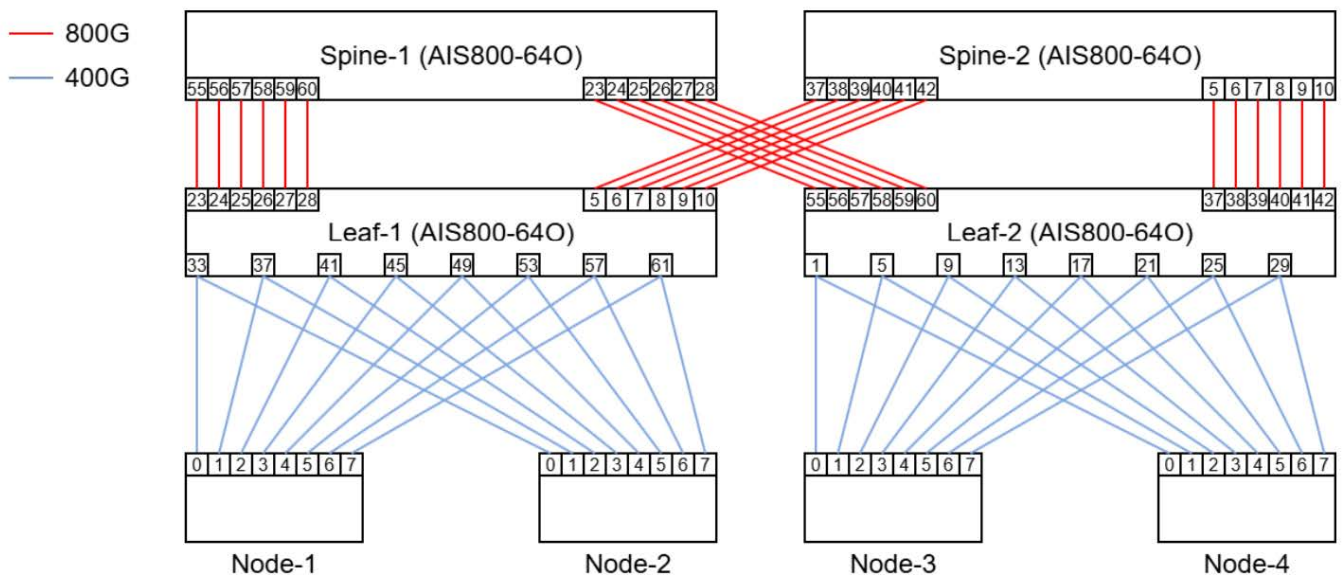 800G
400G
Spine-1 (AIS800-64O)
55 56 57 58 59 60
23 24 25 26 27 28
Spine-2 (AIS800-64O)
37 38 39 40 41 42
5 6 7 8 9 10
23 24 25 26 27 28
5 6 7 8 9 10
Leaf-1 (AIS800-64O)
33 37 41 45 49 53 57 61
55 56 57 58 59 60
37 38 39 40 41 42
Leaf-2 (AIS800-64O)
1 5 9 13 17 21 25 29
0 1 2 3 4 5 6 7
Node-1
0 1 2 3 4 5 6 7
Node-2
0 1 2 3 4 5 6 7
Node-3
0 1 2 3 4 5 6 7
Node-4